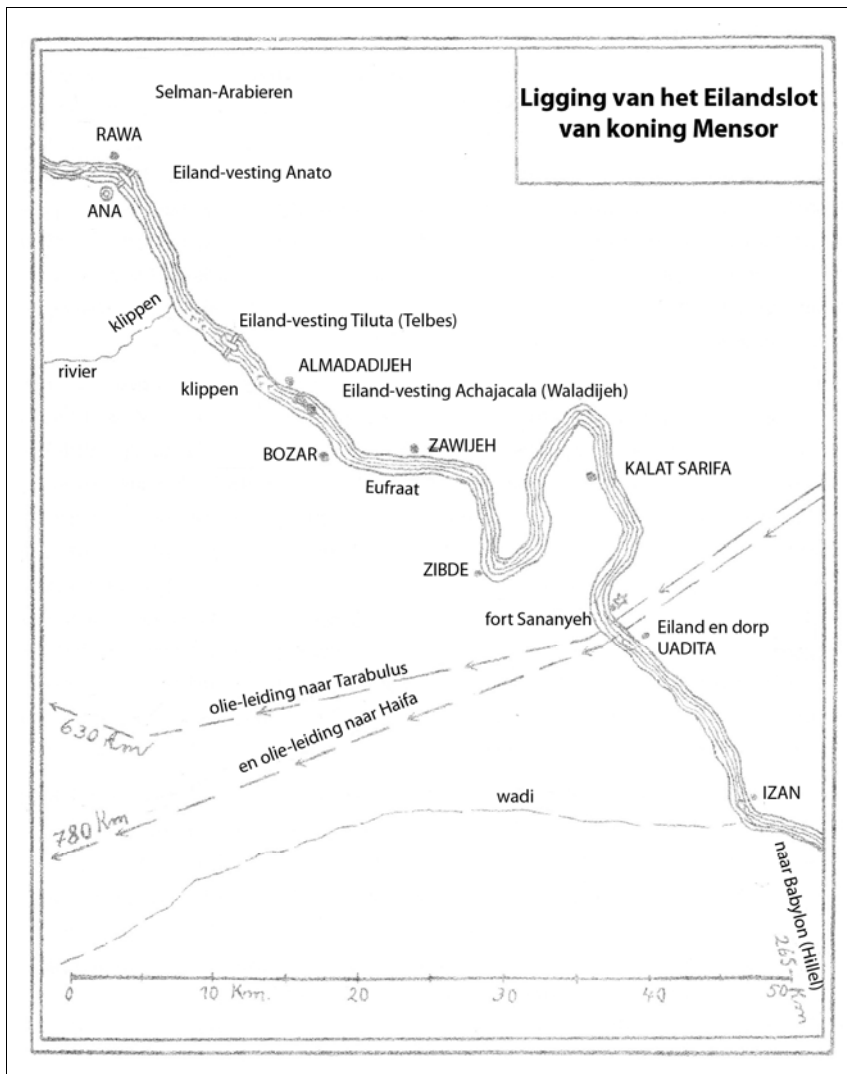 Ligging van het Eilandslot
van koning Mensor
Selman-Arabieren
RAWA
Eiland-vesting Anato
ANA
klippen
rivier
Eiland-vesting Tiluta (Telbes)
klippen
ALMADADIJEH
Eiland-vesting Achajacala (Waladijeh)
BOZAR
ZAWIJEH
Eufraat
KALAT SARIFA
ZIBDE
fort Sananyeh
Eiland en dorp
UADITA
olie-leiding naar Tarabulus
630 Km
en olie-leiding naar Haifa
780 Km
wadi
IZAN
naar Babylon (Hillel)
265 Km
0 10 Km. 20 30 40 50